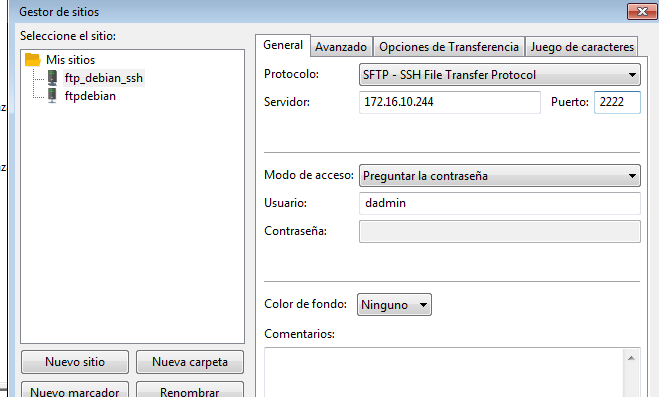 Gestor de sitios
Seleccione el sitio:
Mis sitios
ftp_debian_ssh
ftpdebian
Nuevo sitio
Nueva carpeta
Nuevo marcador
Renombrar
General
Avanzado
Opciones de Transferencia
Juego de caracteres
Protocolo:
SFTP - SSH File Transfer Protocol
Servidor:
172.16.10.244
Puerto:
2222
Modo de acceso:
Preguntar la contraseña
Usuario:
dadmin
Contraseña:
Color de fondo:
Ninguno
Comentarios: